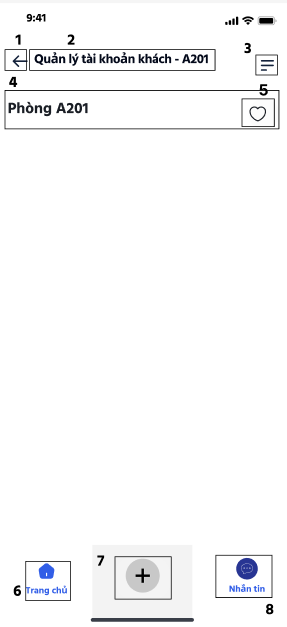 9:41
1
2
3
Quản lý tài khoản khách - A201
4
5
Phòng A201
7
6
Trang chủ
Nhắn tin
8